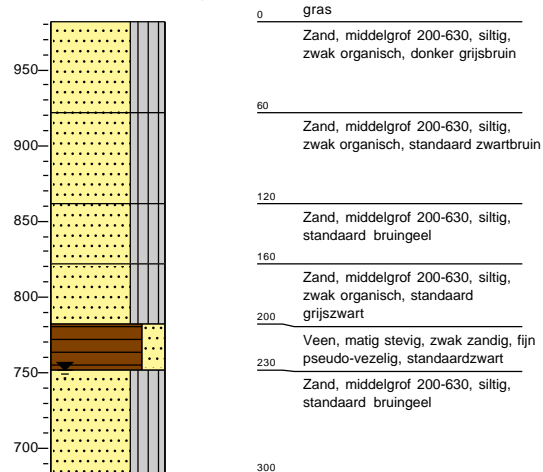 0
gras
Zand, middelgrof 200-630, siltig,
zwak organisch, donker grijsbruin
950
60
Zand, middelgrof 200-630, siltig,
zwak organisch, standaard zwartbruin
900
120
Zand, middelgrof 200-630, siltig,
standaard bruingeel
850
160
Zand, middelgrof 200-630, siltig,
zwak organisch, standaard
grijszwart
800
200
Veen, matig stevig, zwak zandig, fijn
pseudo-vezelig, standaardzwart
230
750
Zand, middelgrof 200-630, siltig,
standaard bruingeel
700
300